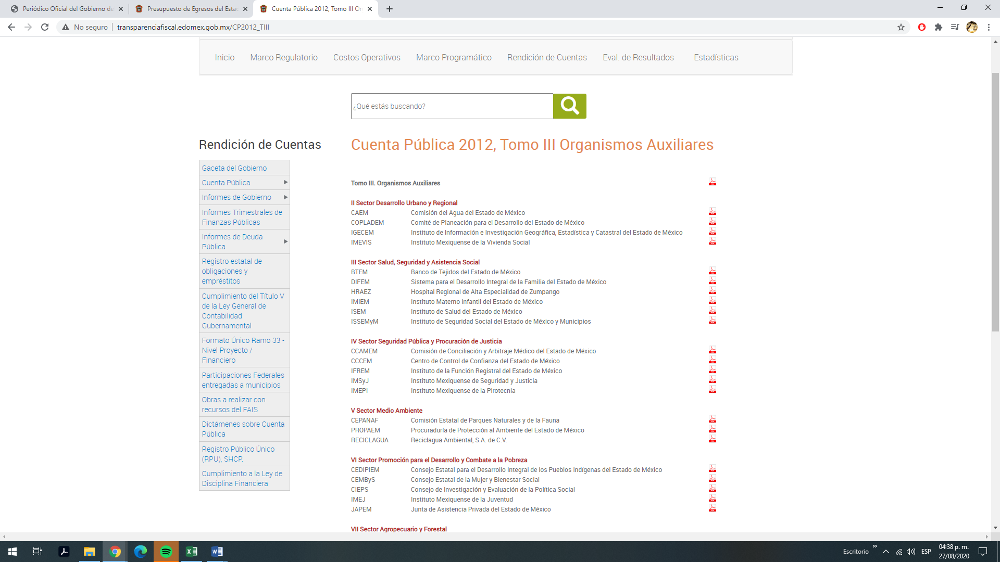 Periódico Oficial del Gobierno de
Presupuesto de Egresos del Estad
Cuenta Pública 2012, Tomo III Or
No seguro
transparenciafiscal.edomex.gob.mx/CP2012_TIII
Inicio
Marco Regulatorio
Costos Operativos
Marco Programático
Rendición de Cuentas
Eval. de Resultados
Estadísticas
¿Qué estás buscando?
Rendición de Cuentas
Gaceta del Gobierno
Cuenta Pública
Informes de Gobierno
Informes Trimestrales de
Finanzas Públicas
Informes de Deuda
Pública
Registro estatal de
obligaciones y
empréstitos
Cumplimiento del Título V
de la Ley General de
Contabilidad
Gubernamental
Formato Único Ramo 33 -
Nivel Proyecto /
Financiero
Participaciones Federales
entregadas a municipios
Obras a realizar con
recursos del FAIS
Dictámenes sobre Cuenta
Pública
Registro Público Único
(RPU), SHCP.
Cumplimiento a la Ley de
Disciplina Financiera
Cuenta Pública 2012, Tomo III Organismos Auxiliares
Tomo III. Organismos Auxiliares
II Sector Desarrollo Urbano y Regional
CAEM Comisión del Agua del Estado de México
COPLADEM Comité de Planeación para el Desarrollo del Estado de México
IGECEM Instituto de Información e Investigación Geográfica, Estadística y Catastral del Estado de México
IMEVIS Instituto Mexiquense de la Vivienda Social
III Sector Salud, Seguridad y Asistencia Social
BTEM Banco de Tejidos del Estado de México
DIFEM Sistema para el Desarrollo Integral de la Familia del Estado de México
HRAEZ Hospital Regional de Alta Especialidad de Zumpango
IMIEM Instituto Materno Infantil del Estado de México
ISEM Instituto de Salud del Estado de México
ISSEMyM Instituto de Seguridad Social del Estado de México y Municipios
IV Sector Seguridad Pública y Procuración de Justicia
CCAMEM Comisión de Conciliación y Arbitraje Médico del Estado de México
CCCEM Centro de Control de Confianza del Estado de México
IFREM Instituto de la Función Registral del Estado de México
IMSyJ Instituto Mexiquense de Seguridad y Justicia
IMEPI Instituto Mexiquense de la Pirotecnia
V Sector Medio Ambiente
CEPANAF Comisión Estatal de Parques Naturales y de la Fauna
PROPAEM Procuraduría de Protección al Ambiente del Estado de México
RECICLAGUA Reciclagua Ambiental, S.A. de C.V.
VI Sector Promoción para el Desarrollo y Combate a la Pobreza
CEDIPIEM Consejo Estatal para el Desarrollo Integral de los Pueblos Indígenas del Estado de México
CEMByS Consejo Estatal de la Mujer y Bienestar Social
CIEPS Consejo de Investigación y Evaluación de la Política Social
IMEJ Instituto Mexiquense de la Juventud
JAPEM Junta de Asistencia Privada del Estado de México
VII Sector Agropecuario y Forestal
Escritorio
ESP
04:38 p. m.
27/08/2020